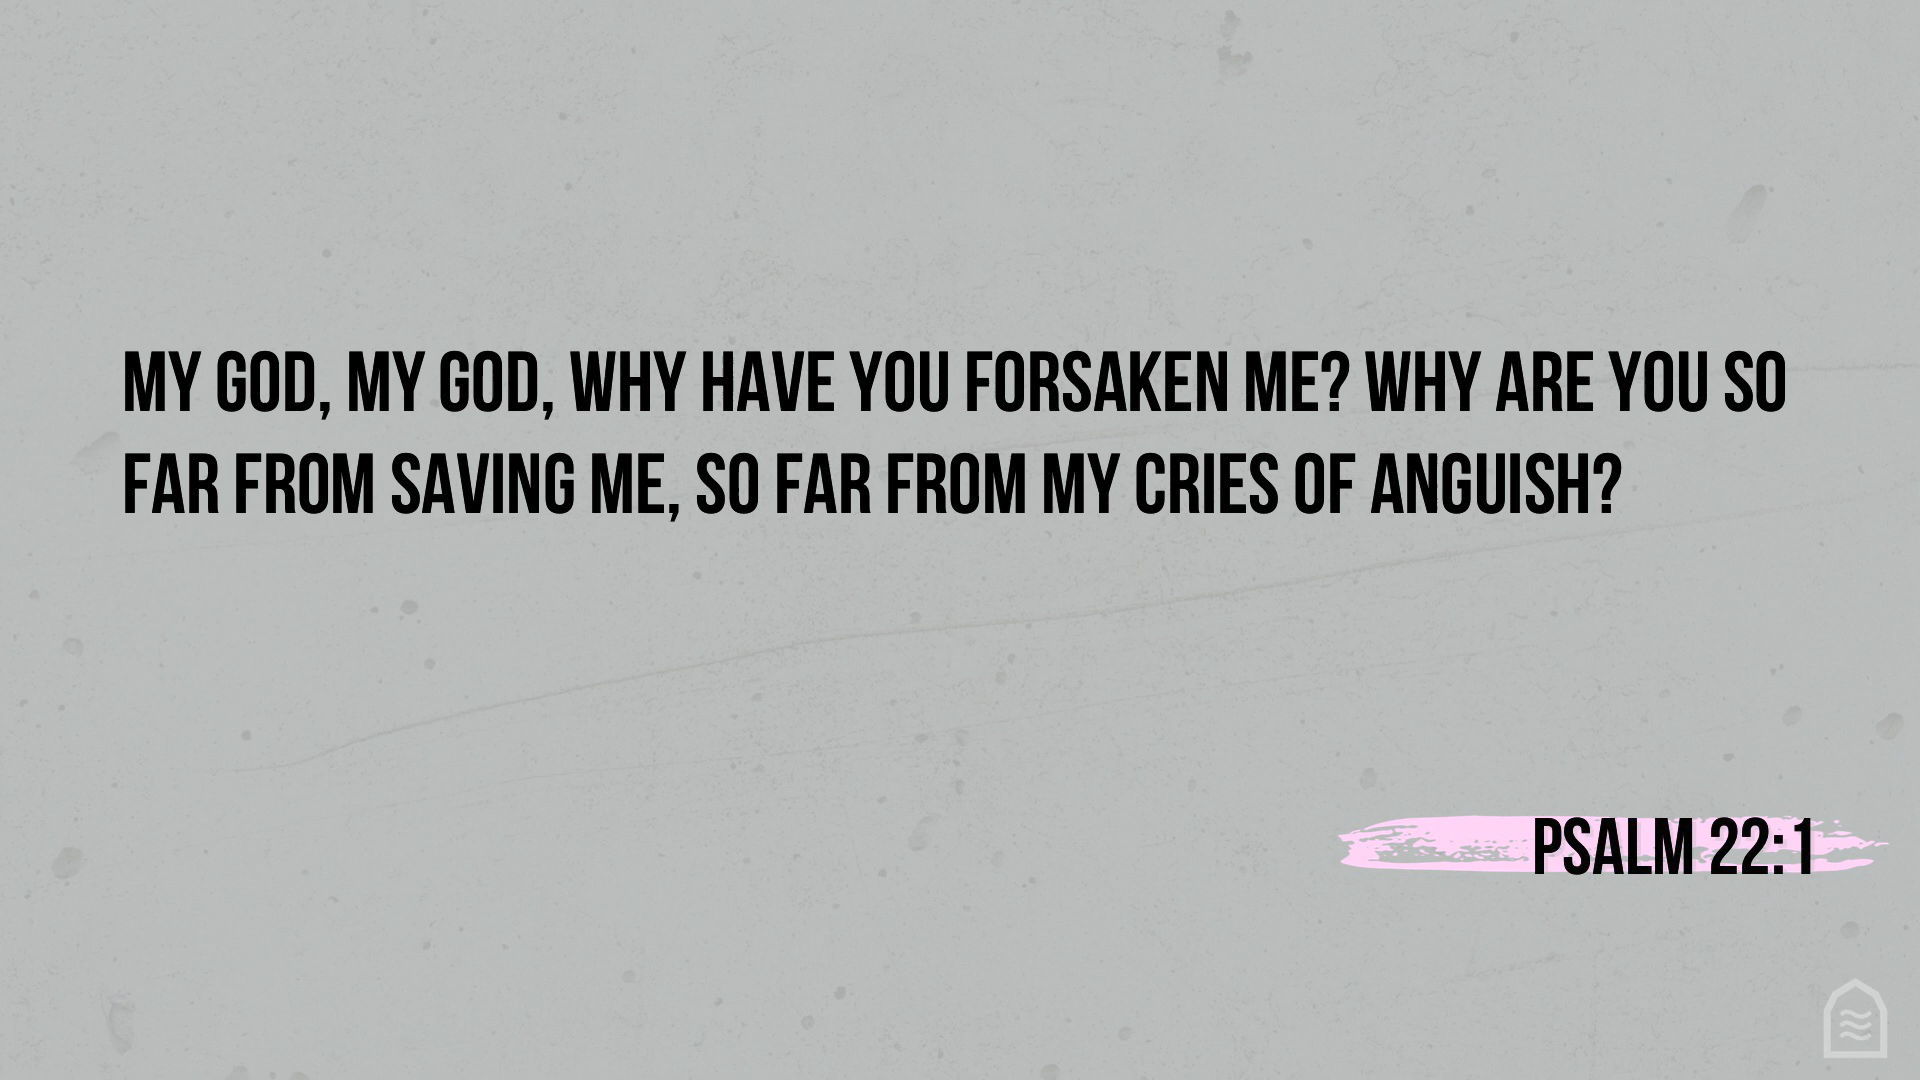 MY GOD, MY GOD, WHY HAVE YOU FORSAKEN ME? WHY ARE YOU SO
FAR FROM SAVING ME, SO FAR FROM MY CRIES OF ANGUISH?
PSALM 22:1